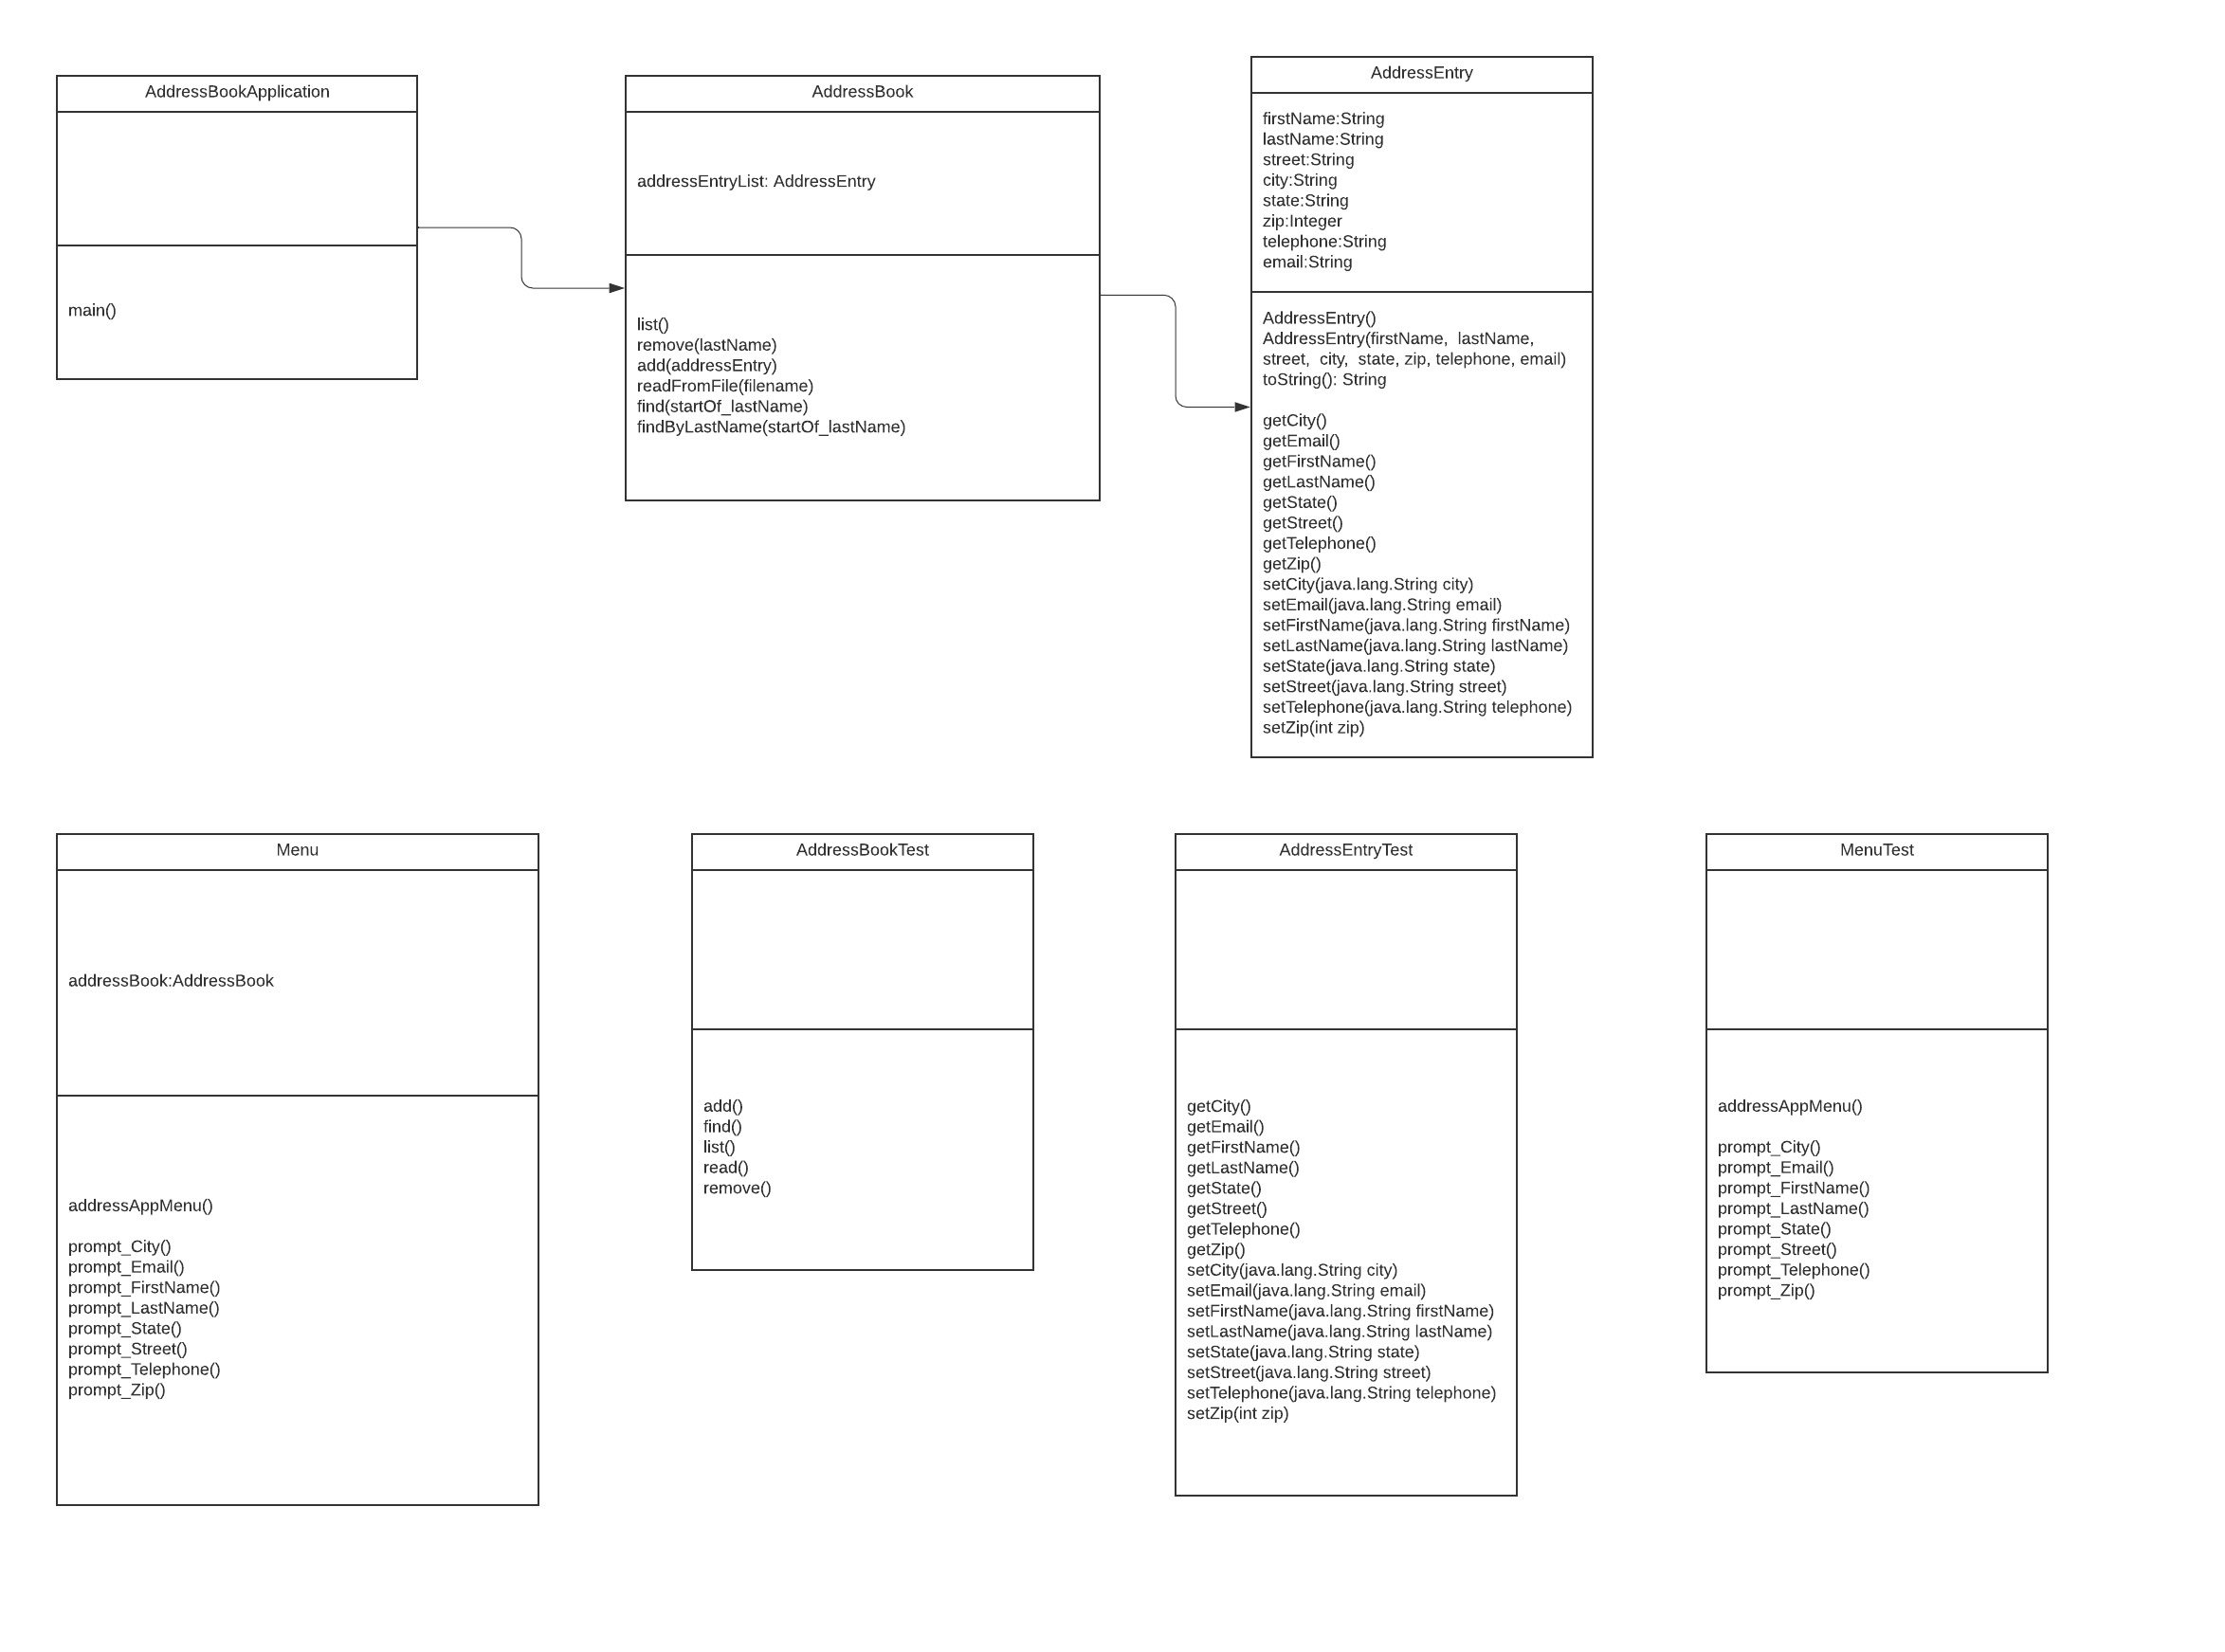 AddressBookApplication
main()
AddressBook
addressEntryList: AddressEntry
list()
remove(lastName)
add(addressEntry)
readFromFile(filename)
find(startOf_lastName)
findByLastName(startOf_lastName)
AddressEntry
firstName:String
lastName:String
street:String
city:String
state:String
zip:Integer
telephone:String
email:String
AddressEntry()
AddressEntry(firstName,  lastName,
street,  city,  state, zip, telephone, email)
toString(): String
getCity()
getEmail()
getFirstName()
getLastName()
getState()
getStreet()
getTelephone()
getZip()
setCity(java.lang.String city)
setEmail(java.lang.String email)
setFirstName(java.lang.String firstName)
setLastName(java.lang.String lastName)
setState(java.lang.String state)
setStreet(java.lang.String street)
setTelephone(java.lang.String telephone)
setZip(int zip)
Menu
addressBook:AddressBook
addressAppMenu()
prompt_City()
prompt_Email()
prompt_FirstName()
prompt_LastName()
prompt_State()
prompt_Street()
prompt_Telephone()
prompt_Zip()
AddressBookTest
add()
find()
list()
read()
remove()
AddressEntryTest
getCity()
getEmail()
getFirstName()
getLastName()
getState()
getStreet()
getTelephone()
getZip()
setCity(java.lang.String city)
setEmail(java.lang.String email)
setFirstName(java.lang.String firstName)
setLastName(java.lang.String lastName)
setState(java.lang.String state)
setStreet(java.lang.String street)
setTelephone(java.lang.String telephone)
setZip(int zip)
MenuTest
addressAppMenu()
prompt_City()
prompt_Email()
prompt_FirstName()
prompt_LastName()
prompt_State()
prompt_Street()
prompt_Telephone()
prompt_Zip()